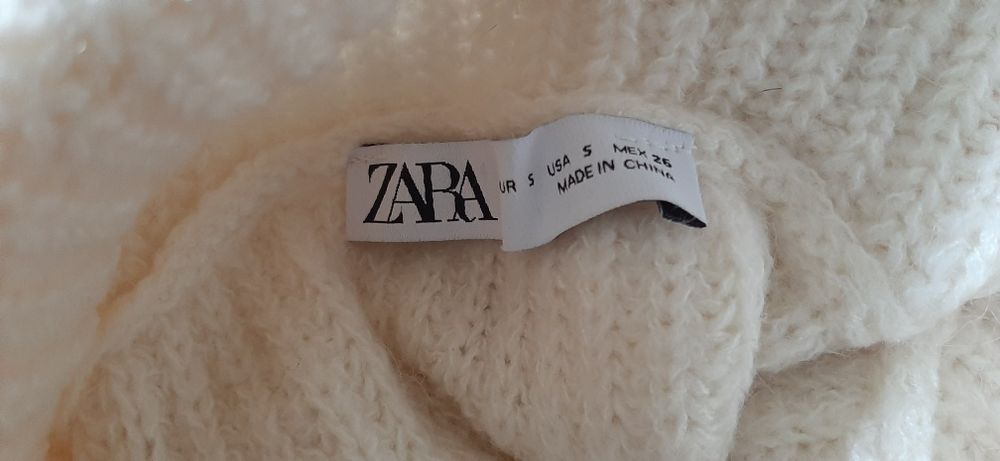 ZARA
UR S USA S MEX 26
MADE IN CHINA